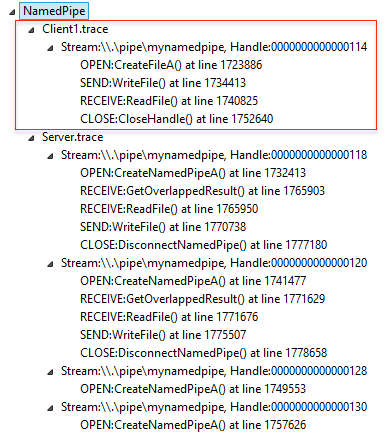 NamedPipe
Client1.trace
Stream:\\.\pipe\mynamedpipe, Handle:0000000000000114
OPEN:CreateFileA() at line 1723886
SEND:WriteFile() at line 1734413
RECEIVE:ReadFile() at line 1740825
CLOSE:CloseHandle() at line 1752640
Server.trace
Stream:\\.\pipe\mynamedpipe, Handle:0000000000000118
OPEN:CreateNamedPipeA() at line 1732413
RECEIVE:GetOverlappedResult() at line 1765903
RECEIVE:ReadFile() at line 1765950
SEND:WriteFile() at line 1770738
CLOSE:DisconnectNamedPipe() at line 1777180
Stream:\\.\pipe\mynamedpipe, Handle:0000000000000120
OPEN:CreateNamedPipeA() at line 1741477
RECEIVE:GetOverlappedResult() at line 1771629
RECEIVE:ReadFile() at line 1771676
SEND:WriteFile() at line 1775507
CLOSE:DisconnectNamedPipe() at line 1778658
Stream:\\.\pipe\mynamedpipe, Handle:0000000000000128
OPEN:CreateNamedPipeA() at line 1749553
Stream:\\.\pipe\mynamedpipe, Handle:0000000000000130
OPEN:CreateNamedPipeA() at line 1757626